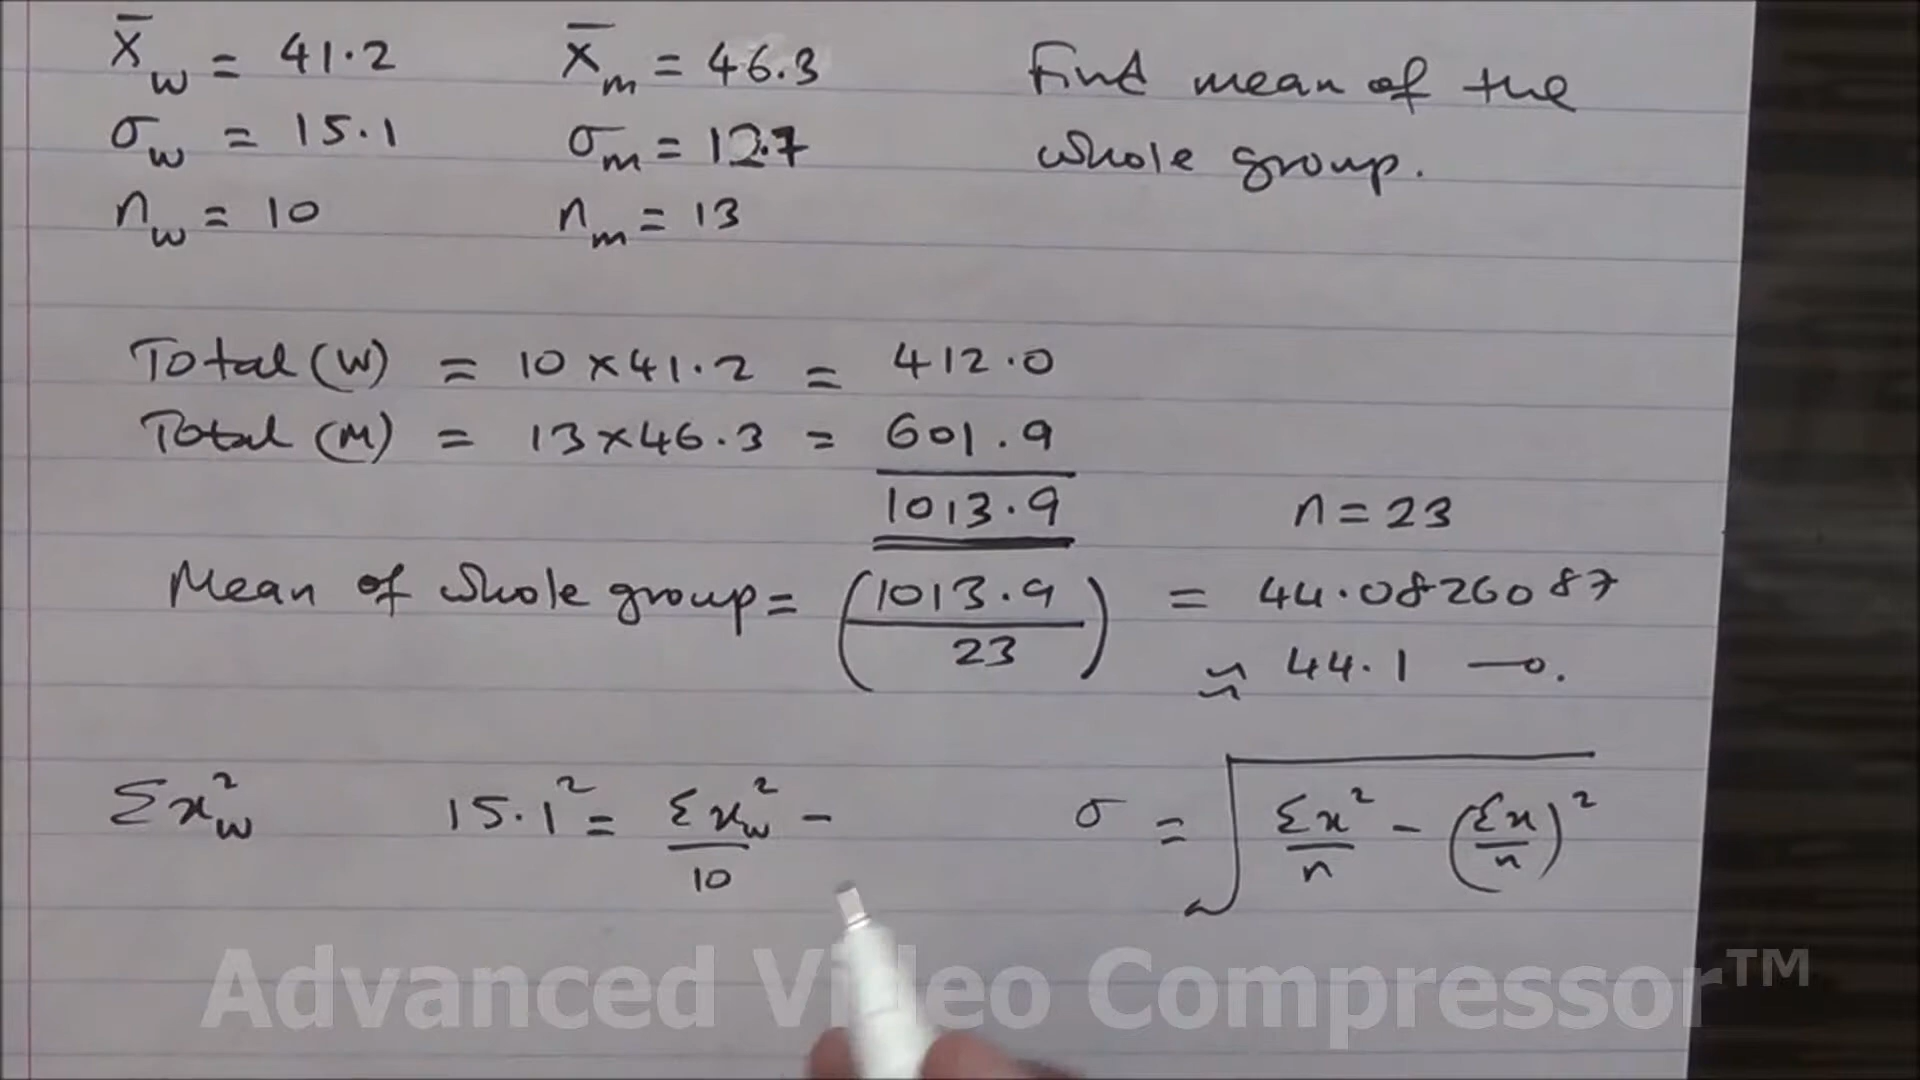 x̄w = 41.2 x̄m = 46.3 Find mean of the
σw = 15.1 σm = 12.7 whole group.
nw = 10 nm = 13
Total (W) = 10 × 41.2 = 412.0
Total (M) = 13 × 46.3 = 601.9
1013.9 n = 23
Mean of whole group = (1013.9/23) = 44.0826087
≈ 44.1
Σx²w 15.1² = Σx²w/10 − σ = √(Σx²/n − (Σx/n)²)
Advanced Video Compressor™